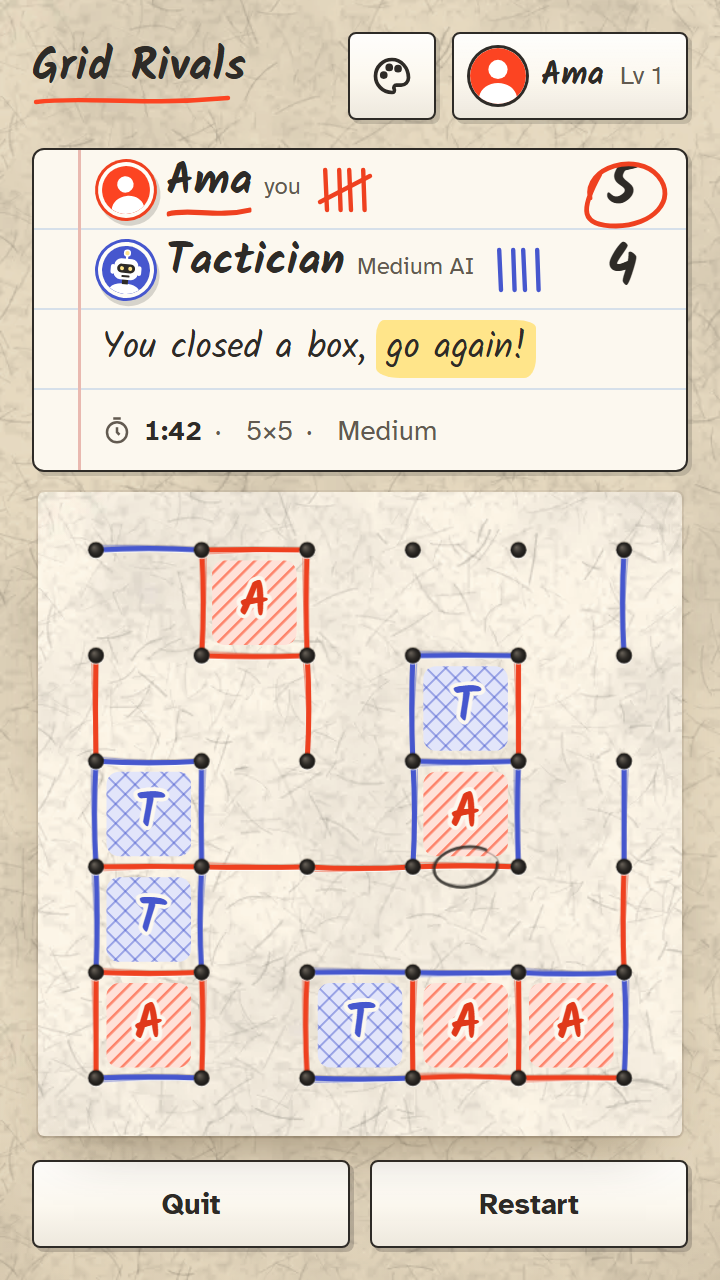 Grid Rivals
Ama Lv 1
Ama you 5
Tactician Medium AI 4
You closed a box, go again!
1:42 · 5×5 · Medium
A
T
T A
T
A T A A
Quit Restart